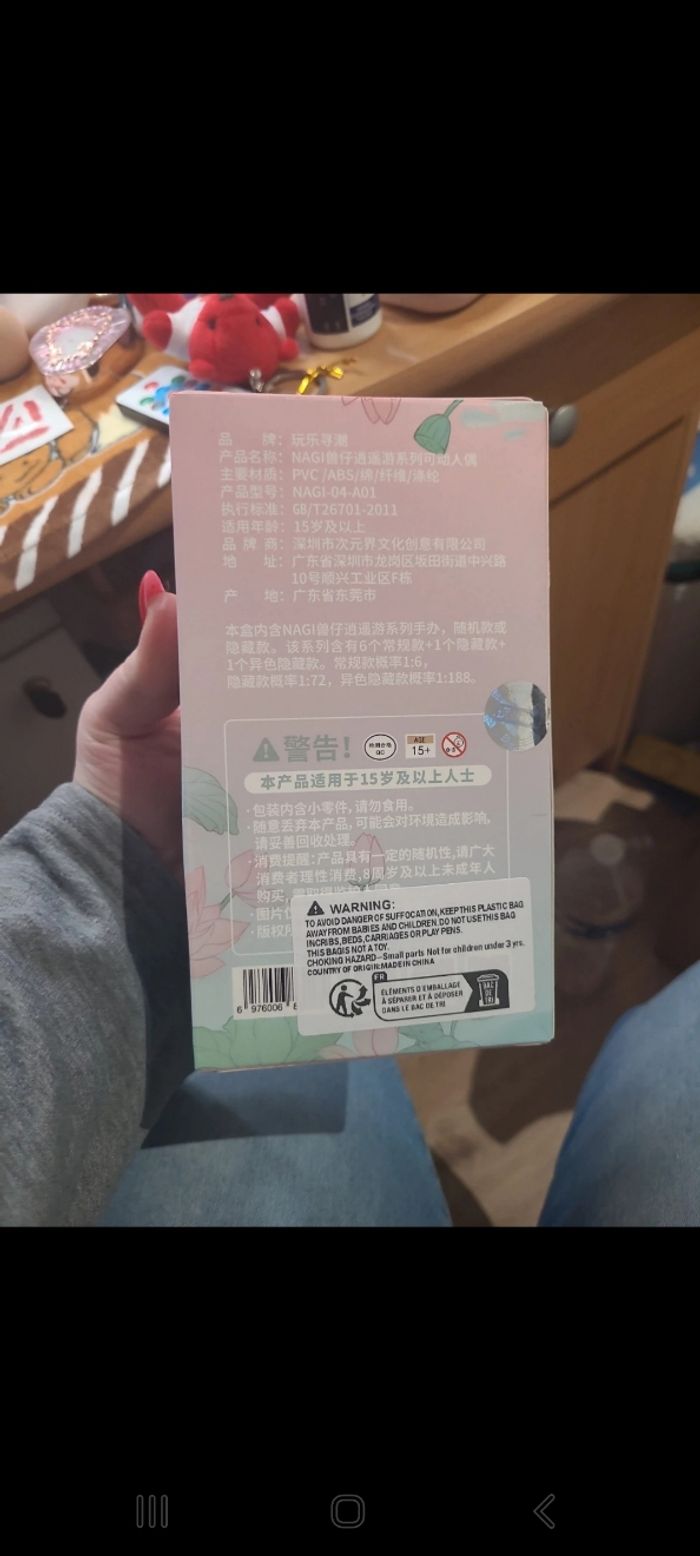 品 牌: 玩乐寻潮
产品名称: NAGI兽仔逍遥游系列可动人偶
主要材质: PVC /ABS/绵/纤维/涤纶
产品型号: NAGI-04-A01
执行标准: GB/T26701-2011
适用年龄: 15岁及以上
品 牌 商: 深圳市次元界文化创意有限公司
地 址: 广东省深圳市龙岗区坂田街道中兴路
10号顺兴工业区F栋
产 地: 广东省东莞市
本盒内含NAGI兽仔逍遥游系列手办，随机款或
隐藏款。该系列含有6个常规款+1个隐藏款+
1个异色隐藏款。常规款概率1:6，
隐藏款概率1:72，异色隐藏款概率1:188。
警告!
QC
AGE
15+
本产品适用于15岁及以上人士
·包装内含小零件,请勿食用。
·随意丢弃本产品,可能会对环境造成影响,
请妥善回收处理。
·消费提醒:产品具有一定的随机性,请广大
消费者理性消费,8周岁及以上未成年人
购买,
·图片仅
·版权所
WARNING:
TO AVOID DANGER OF SUFFOCATION, KEEP THIS PLASTIC BAG
AWAY FROM BABIES AND CHILDREN. DO NOT USE THIS BAG
IN CRIBS, BEDS, CARRIAGES OR PLAY PENS.
THIS BAG IS NOT A TOY.
CHOKING HAZARD—Small parts Not for children under 3 yrs.
COUNTRY OF ORIGIN:MADE IN CHINA
FR
ÉLÉMENTS D'EMBALLAGE
À SÉPARER ET À DÉPOSER
DANS LE BAC DE TRI
BAC
DE
TRI
6 976006 8